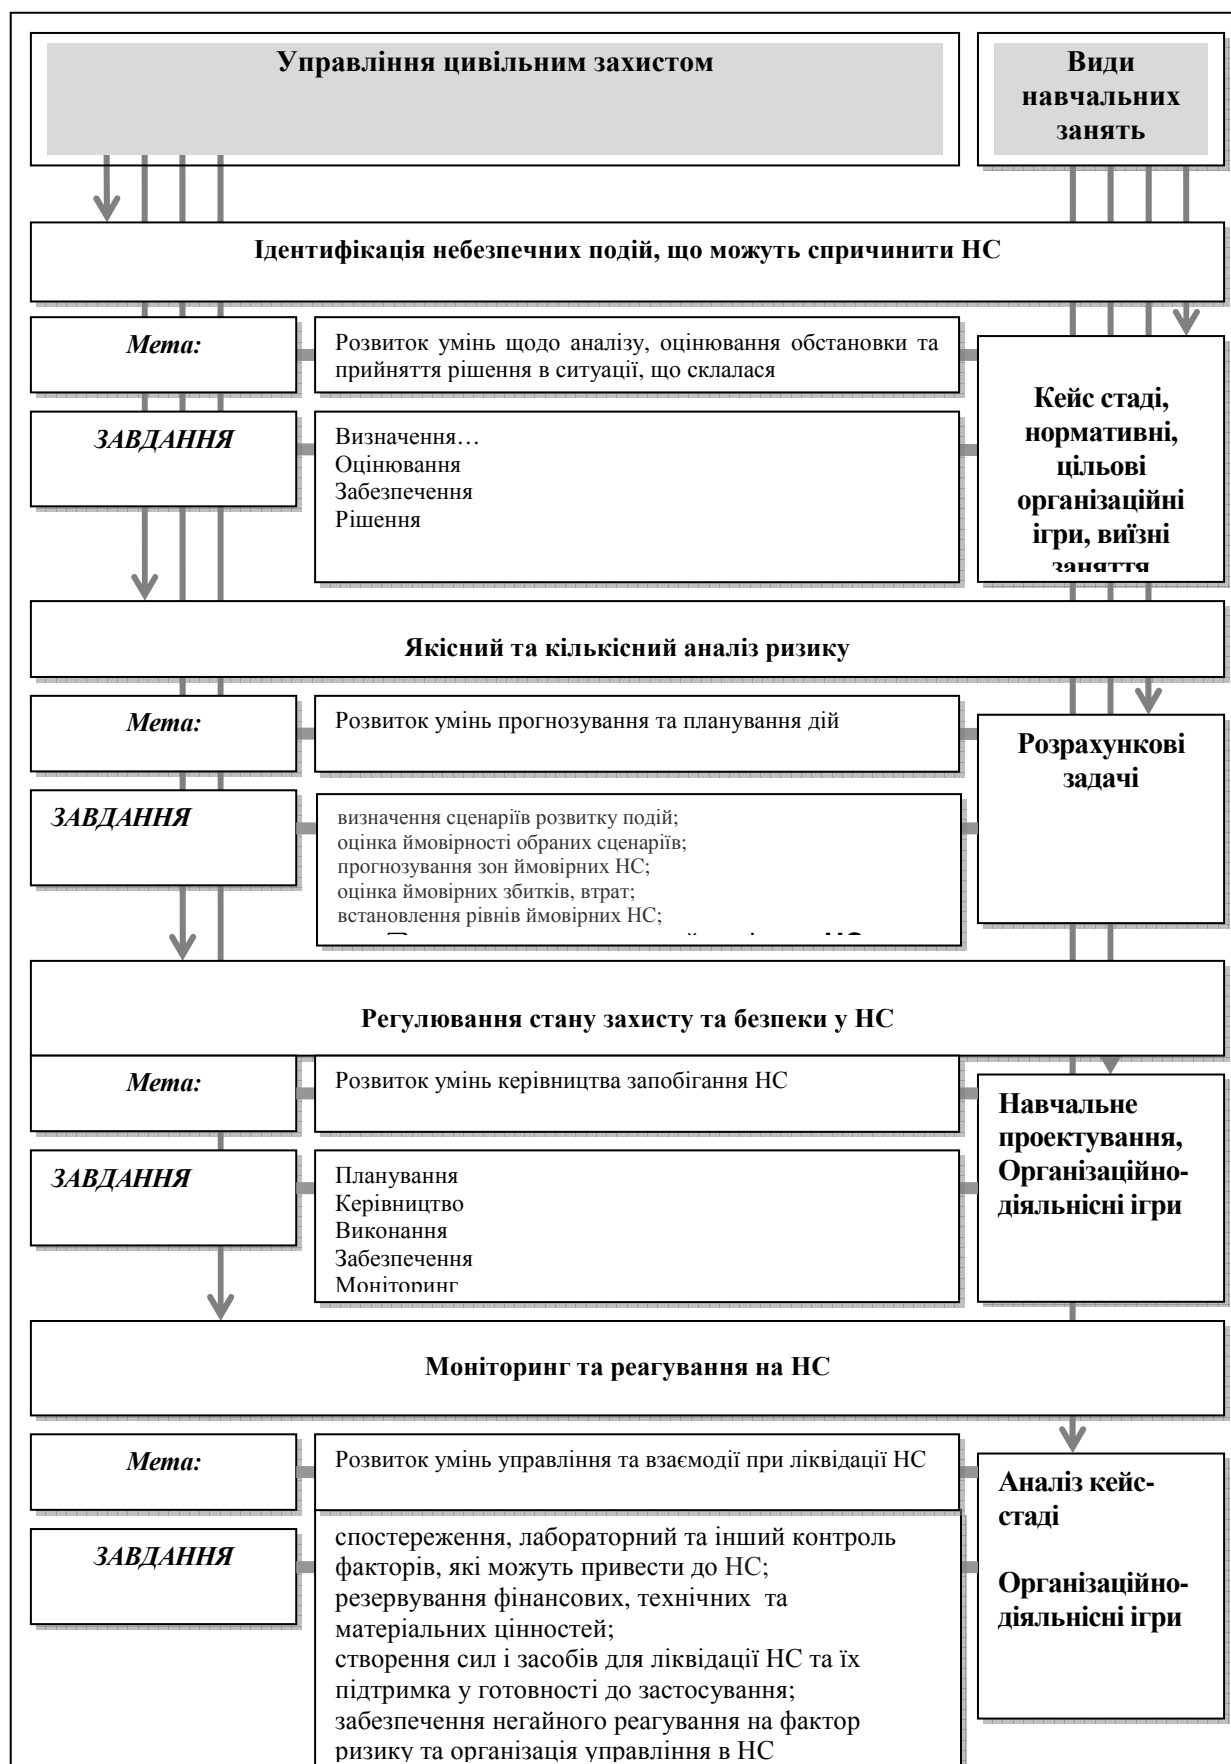 Управління цивільним захистом
Види
навчальних
занять
Ідентифікація небезпечних подій, що можуть спричинити НС
Мета:
Розвиток умінь щодо аналізу, оцінювання обстановки та
прийняття рішення в ситуації, що склалася
ЗАВДАННЯ
Визначення…
Оцінювання
Забезпечення
Рішення
Кейс стаді,
нормативні,
цільові
організаційні
ігри, виїзні
заняття
Якісний та кількісний аналіз ризику
Мета:
Розвиток умінь прогнозування та планування дій
ЗАВДАННЯ
визначення сценаріїв розвитку подій;
оцінка ймовірності обраних сценаріїв;
прогнозування зон ймовірних НС;
оцінка ймовірних збитків, втрат;
встановлення рівнів ймовірних НС;
Розрахункові
задачі
Регулювання стану захисту та безпеки у НС
Мета:
Розвиток умінь керівництва запобігання НС
ЗАВДАННЯ
Планування
Керівництво
Виконання
Забезпечення
Моніторинг
Навчальне
проектування,
Організаційно-
діяльнісні ігри
Моніторинг та реагування на НС
Мета:
Розвиток умінь управління та взаємодії при ліквідації НС
ЗАВДАННЯ
спостереження, лабораторний та інший контроль
факторів, які можуть привести до НС;
резервування фінансових, технічних та
матеріальних цінностей;
створення сил і засобів для ліквідації НС та їх
підтримка у готовності до застосування;
забезпечення негайного реагування на фактор
ризику та організація управління в НС
Аналіз кейс-
стаді
Організаційно-
діяльнісні ігри